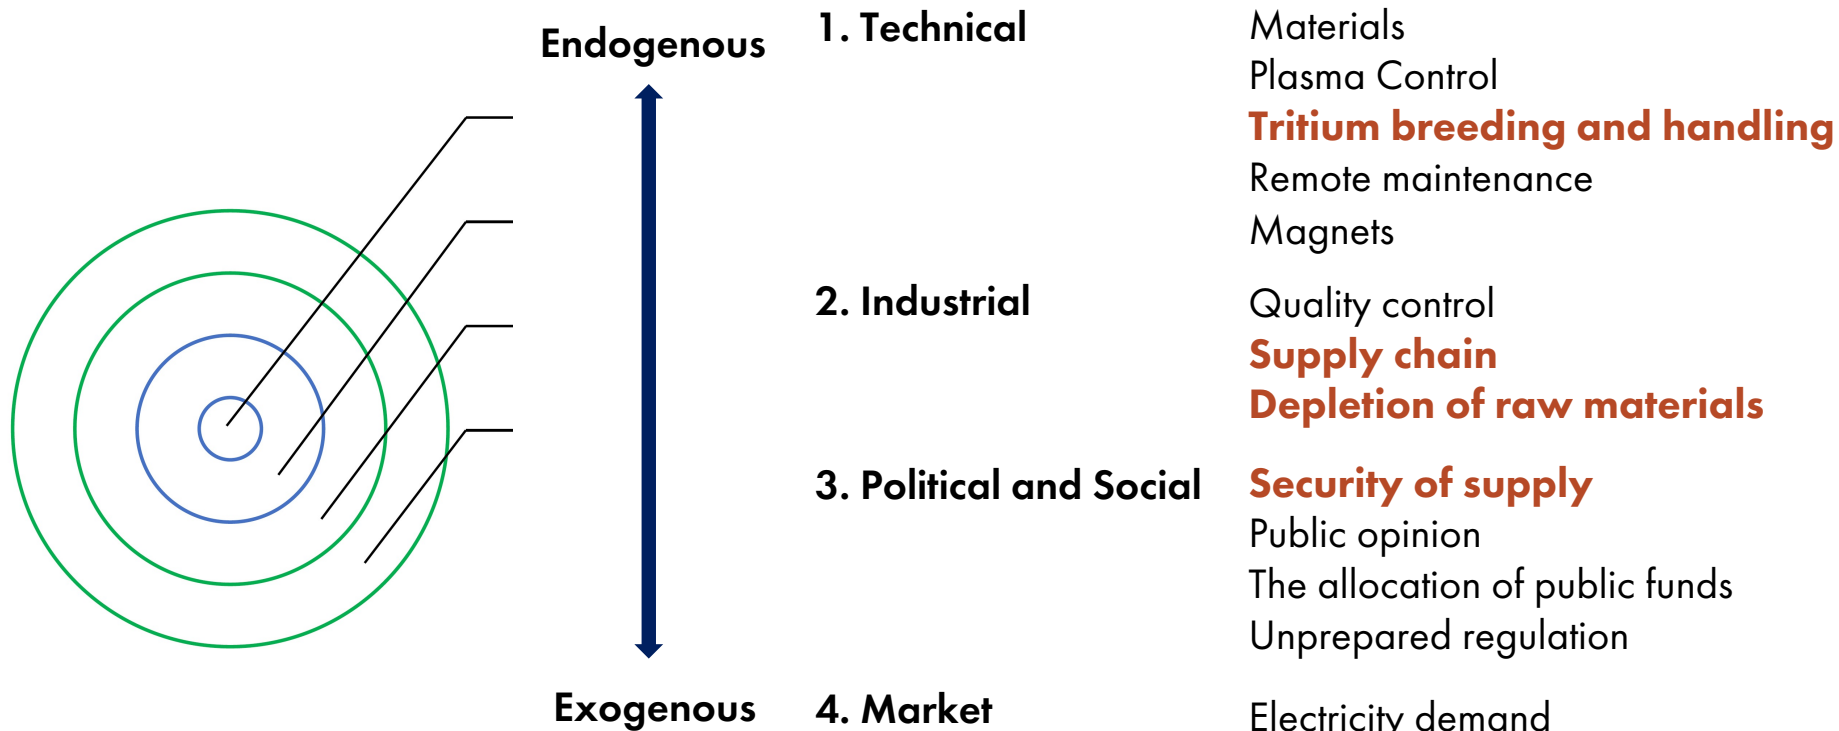 Endogenous
Exogenous
1. Technical
Materials
Plasma Control
Tritium breeding and handling
Remote maintenance
Magnets
2. Industrial
Quality control
Supply chain
Depletion of raw materials
3. Political and Social
Security of supply
Public opinion
The allocation of public funds
Unprepared regulation
4. Market
Electricity demand